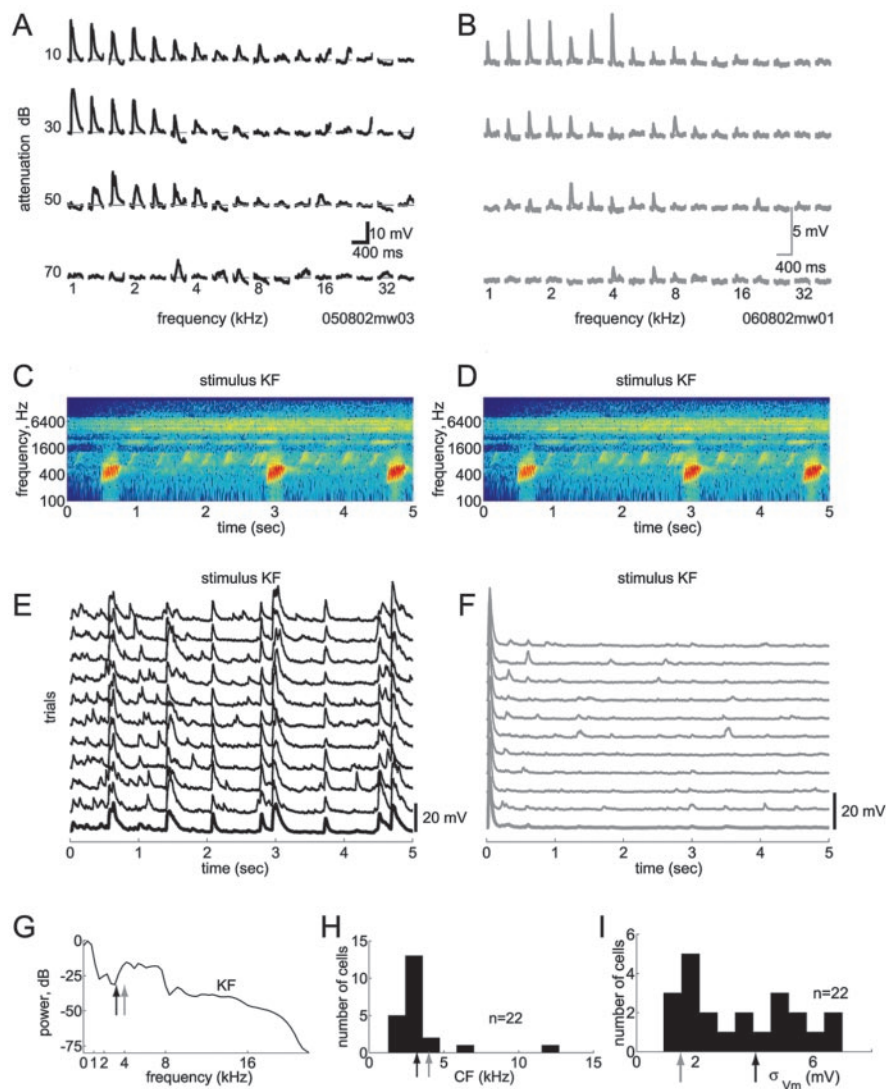 A
B
10
30
50
70
attenuation dB
10 mV
400 ms
5 mV
400 ms
1 2 4 8 16 32
1 2 4 8 16 32
frequency (kHz) 050802mw03
frequency (kHz) 060802mw01
C
stimulus KF
D
stimulus KF
frequency, Hz
6400
1600
400
100
0 1 2 3 4 5
time (sec)
frequency, Hz
6400
1600
400
100
0 1 2 3 4 5
time (sec)
E
stimulus KF
F
stimulus KF
trials
20 mV
20 mV
0 1 2 3 4 5
time (sec)
0 1 2 3 4 5
time (sec)
G
power, dB
0
-25
-50
-75
KF
0 1 2 4 8 16
frequency (kHz)
H
number of cells
15
10
5
0
n=22
0 5 10 15
CF (kHz)
I
number of cells
6
4
2
0
n=22
2 6
σVm (mV)